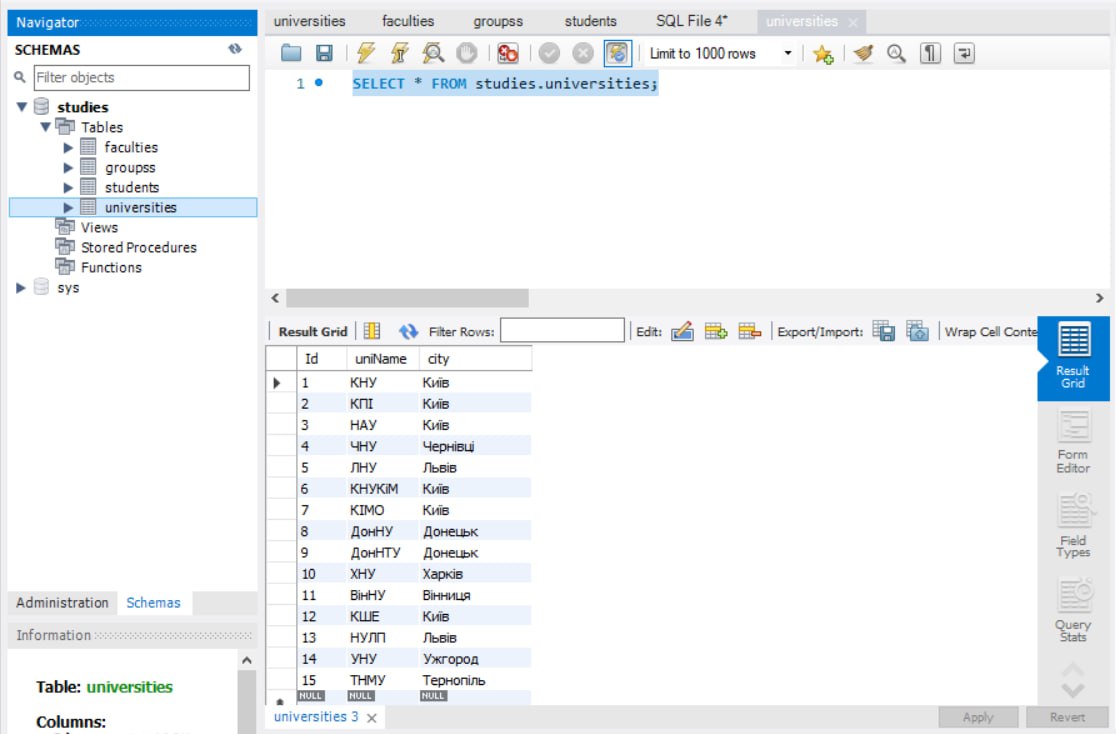 Navigator
SCHEMAS
Filter objects
studies
Tables
faculties
groupss
students
universities
Views
Stored Procedures
Functions
sys
Administration Schemas
Information
Table: universities
Columns:
universities faculties groupss students SQL File 4* universities
Limit to 1000 rows
1 SELECT * FROM studies.universities;
Result Grid Filter Rows: Edit: Export/Import: Wrap Cell Conte
Id uniName city
1 КНУ Київ
2 КПІ Київ
3 НАУ Київ
4 ЧНУ Чернівці
5 ЛНУ Львів
6 КНУКіМ Київ
7 КІМО Київ
8 ДонНУ Донецьк
9 ДонНТУ Донецьк
10 ХНУ Харків
11 ВінНУ Вінниця
12 КШЕ Київ
13 НУЛП Львів
14 УНУ Ужгород
15 ТНМУ Тернопіль
NULL NULL NULL
universities 3
Apply Revert
Result
Grid
Form
Editor
Field
Types
Query
Stats